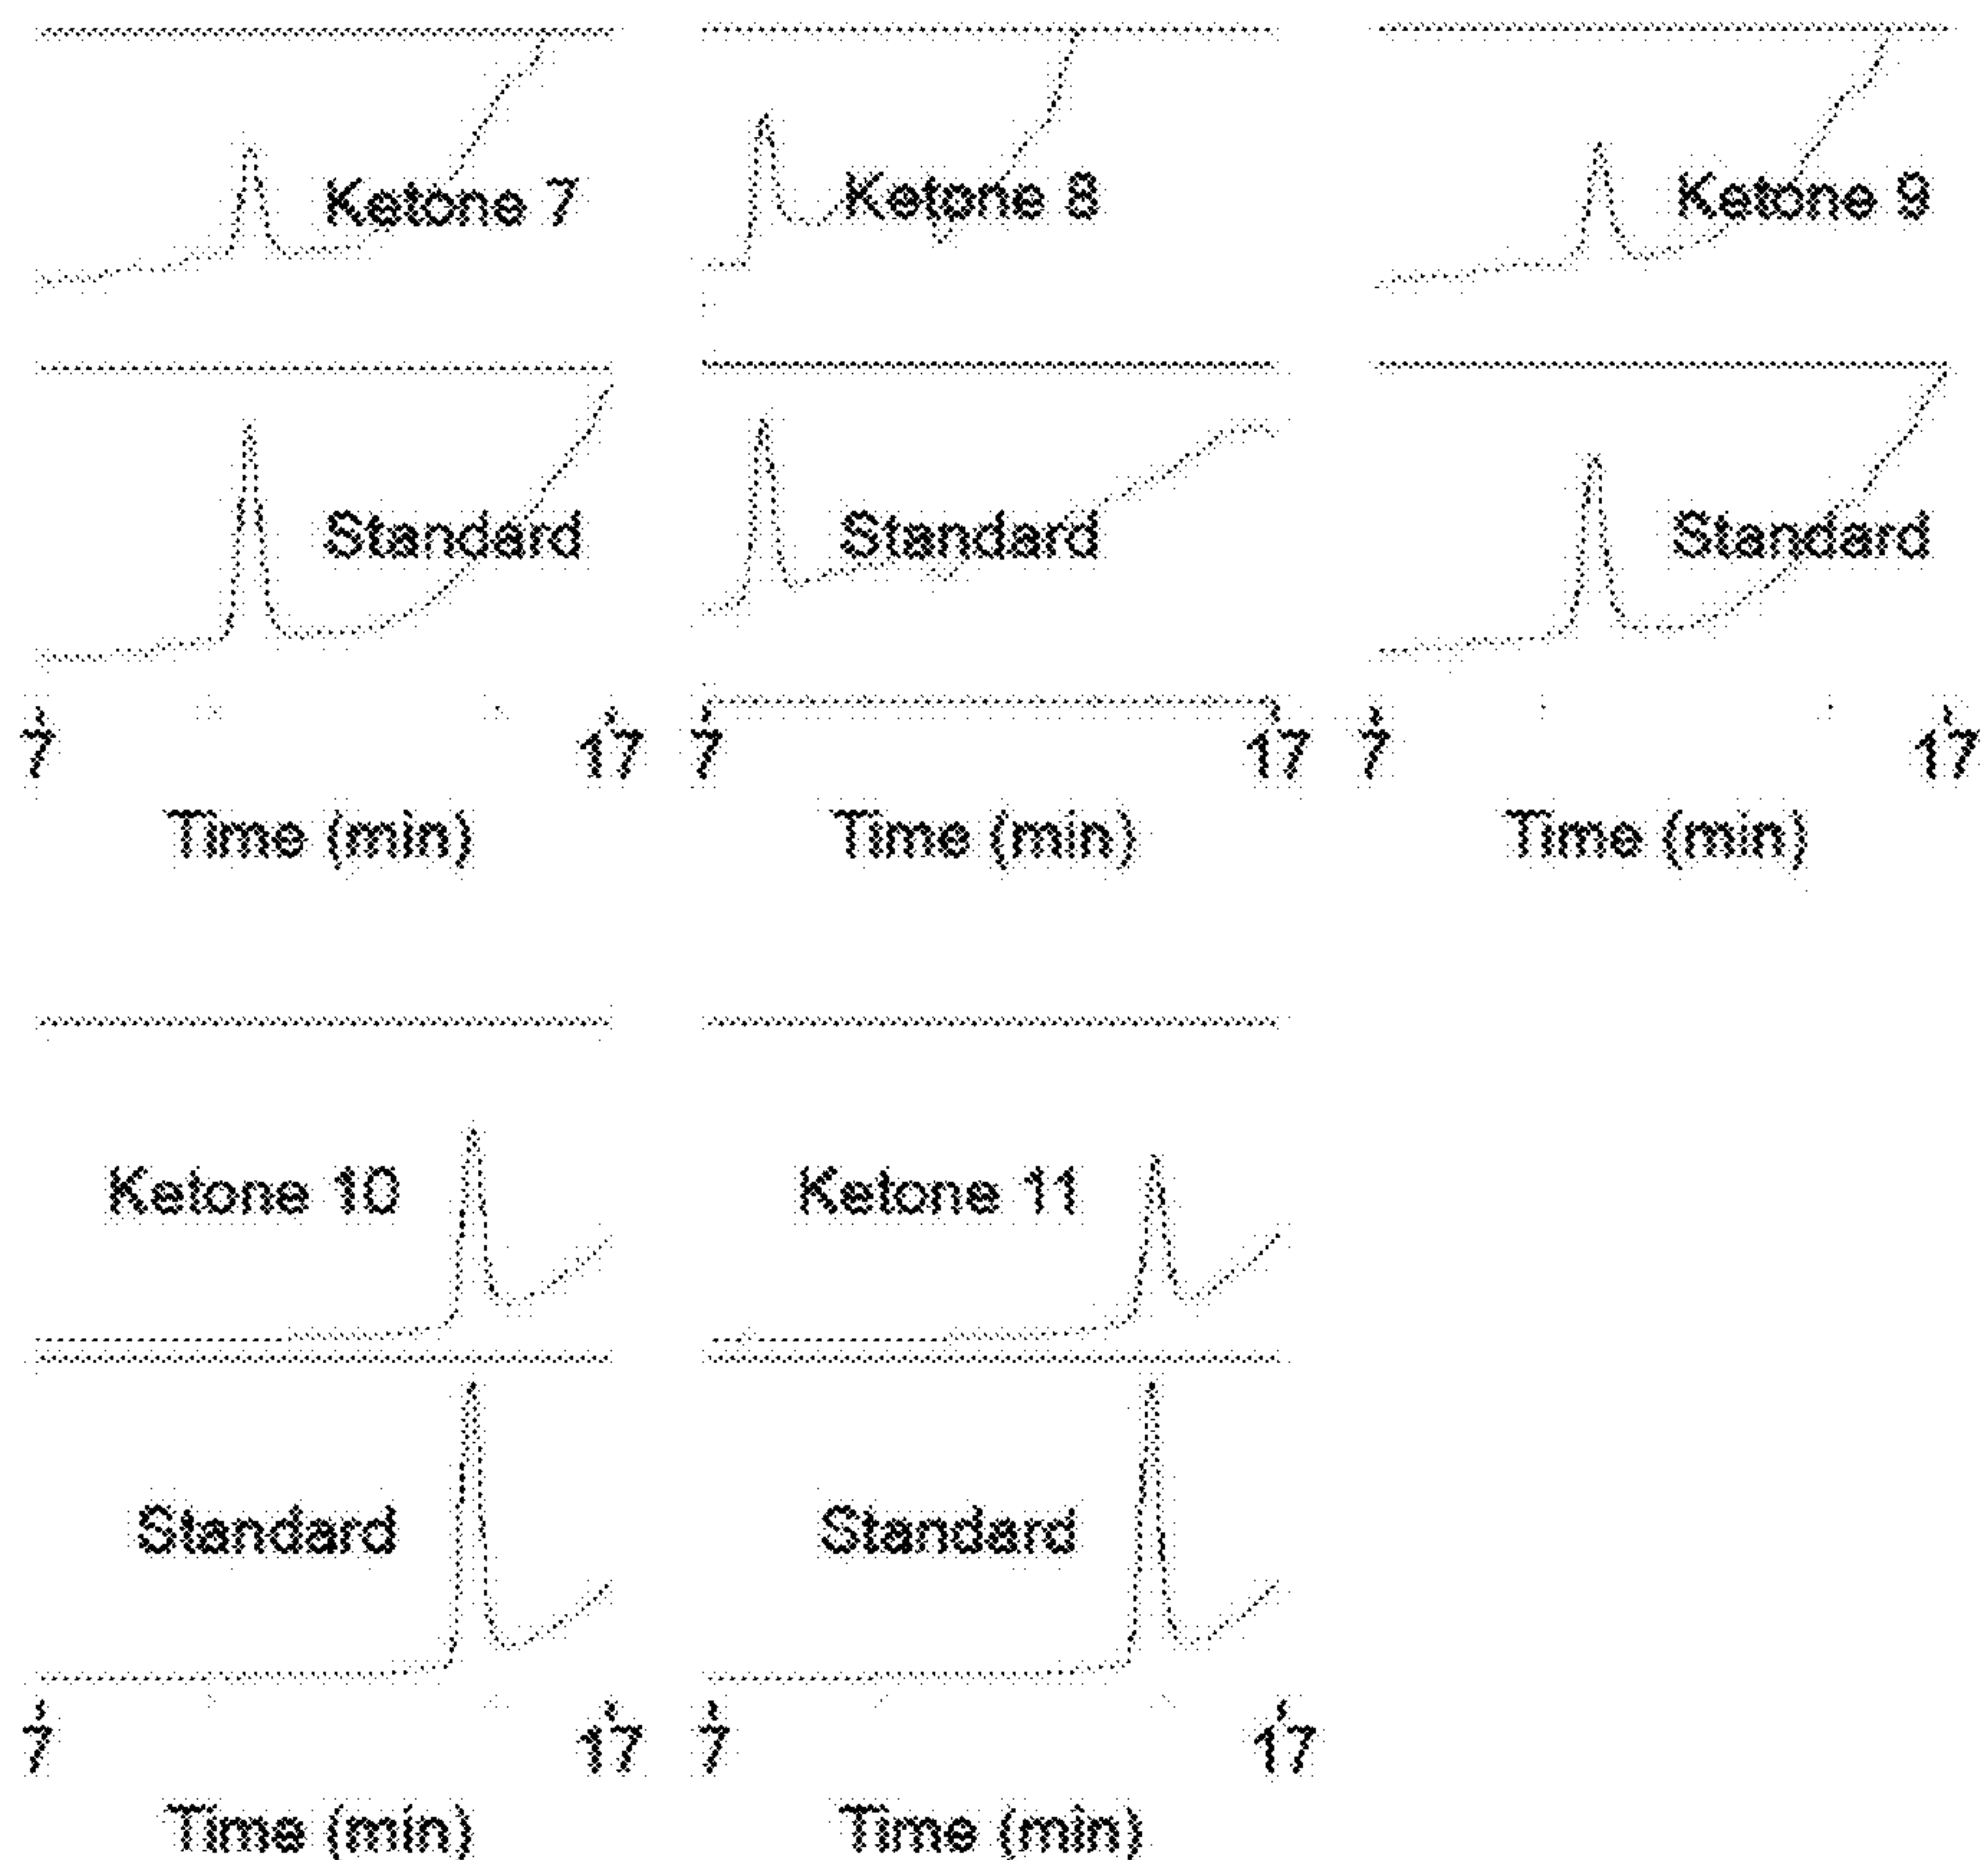 Ketone 7 Ketone 8 Ketone 9
Standard Standard Standard
7 17 7 17 7 17
Time (min) Time (min) Time (min)
Ketone 10 Ketone 11
Standard Standard
7 17 7 17
Time (min) Time (min)